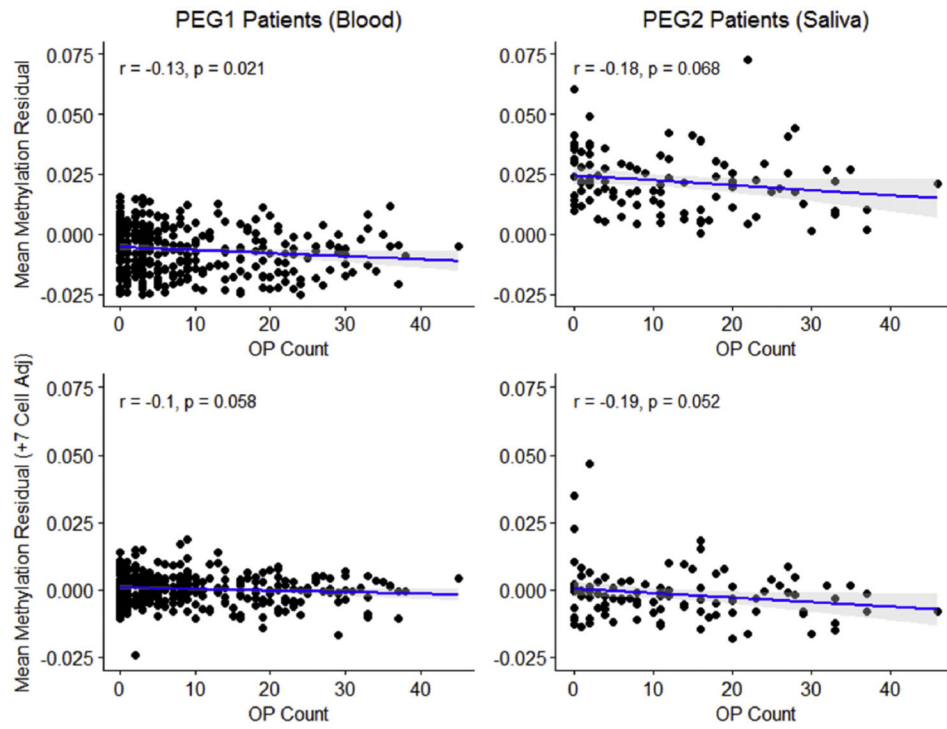 PEG1 Patients (Blood)
PEG2 Patients (Saliva)
Mean Methylation Residual
0.075
0.050
0.025
0.000
-0.025
r = -0.13, p = 0.021
0 10 20 30 40
OP Count
0.075
0.050
0.025
0.000
-0.025
r = -0.18, p = 0.068
0 10 20 30 40
OP Count
Mean Methylation Residual (+7 Cell Adj)
0.075
0.050
0.025
0.000
-0.025
r = -0.1, p = 0.058
0 10 20 30 40
OP Count
0.075
0.050
0.025
0.000
-0.025
r = -0.19, p = 0.052
0 10 20 30 40
OP Count